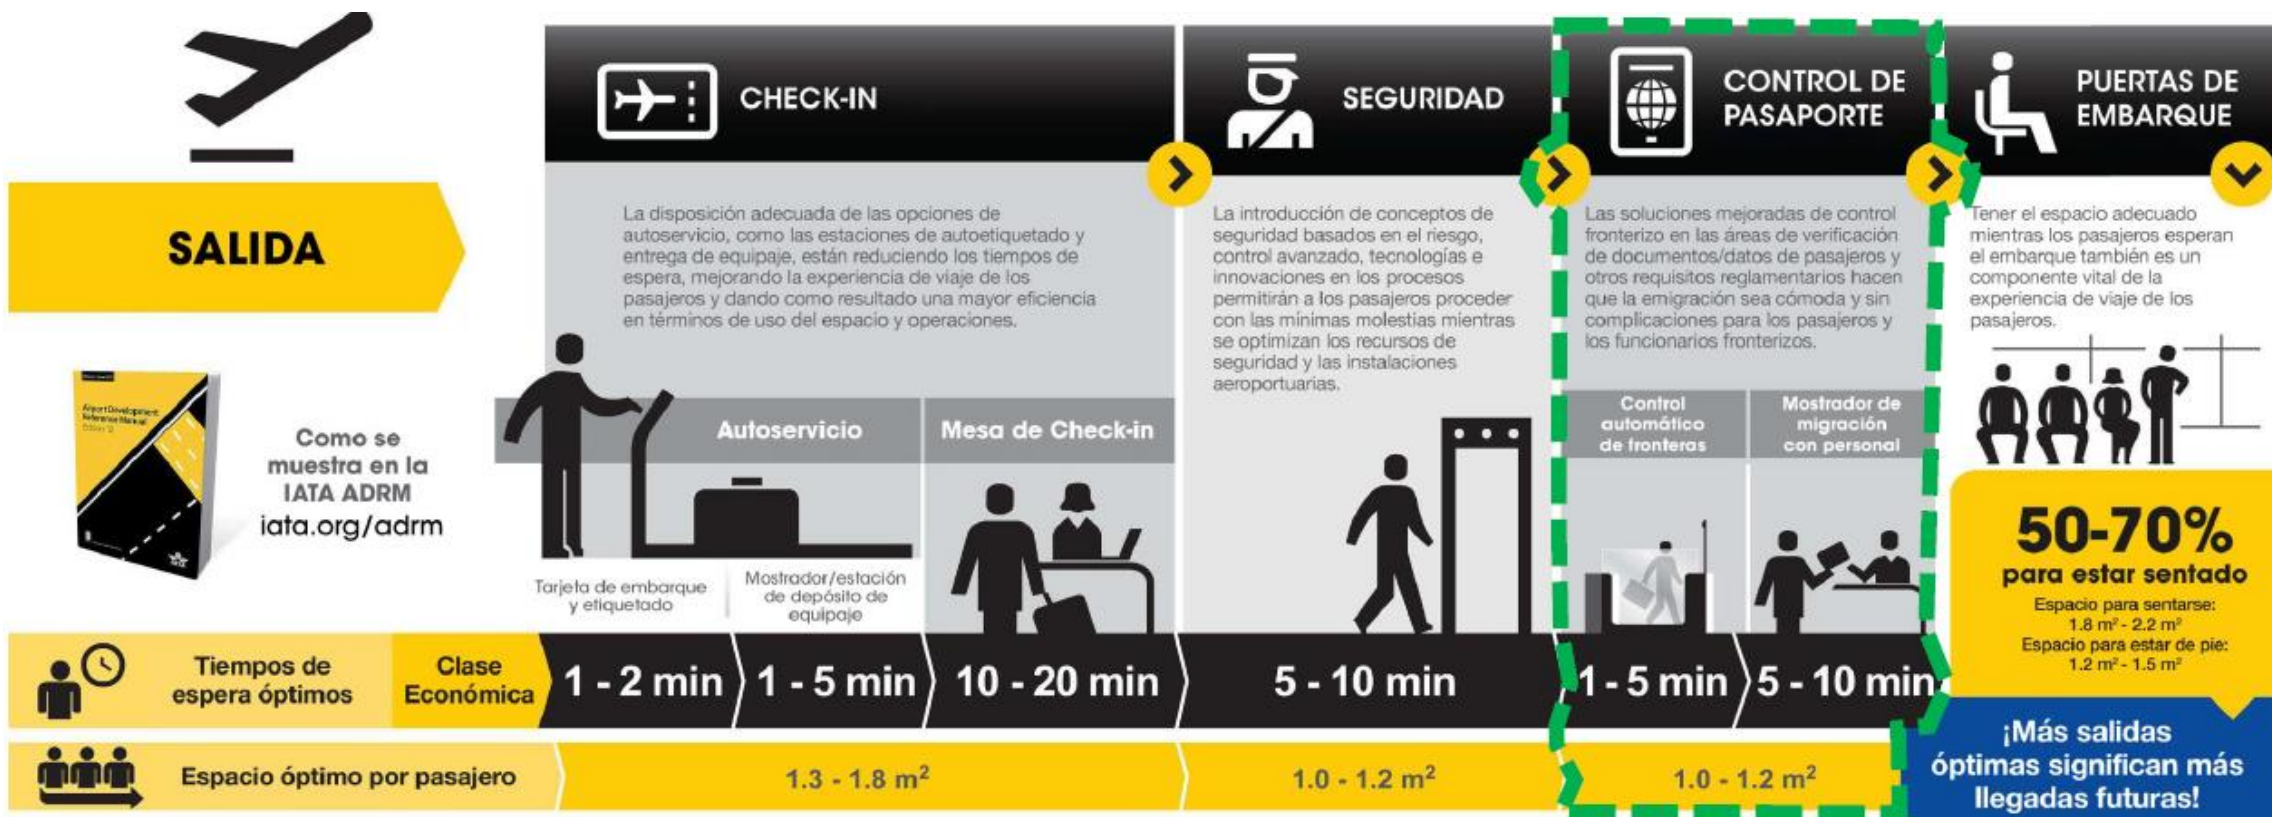 CHECK-IN
SEGURIDAD
CONTROL DE
PASAPORTE
PUERTAS DE
EMBARQUE
SALIDA
La disposición adecuada de las opciones de
autoservicio, como las estaciones de autoetiquetado y
entrega de equipaje, están reduciendo los tiempos de
espera, mejorando la experiencia de viaje de los
pasajeros y dando como resultado una mayor eficiencia
en términos de uso del espacio y operaciones.
La introducción de conceptos de
seguridad basados en el riesgo,
control avanzado, tecnologías e
innovaciones en los procesos
permitirán a los pasajeros proceder
con las mínimas molestias mientras
se optimizan los recursos de
seguridad y las instalaciones
aeroportuarias.
Las soluciones mejoradas de control
fronterizo en las áreas de verificación
de documentos/datos de pasajeros y
otros requisitos reglamentarios hacen
que la emigración sea cómoda y sin
complicaciones para los pasajeros y
los funcionarios fronterizos.
Tener el espacio adecuado
mientras los pasajeros esperan
el embarque también es un
componente vital de la
experiencia de viaje de los
pasajeros.
Airport Development
Reference Manual
Como se
muestra en la
IATA ADRM
iata.org/adrm
Autoservicio
Mesa de Check-in
Control
automático
de fronteras
Mostrador de
migración
con personal
Tarjeta de embarque
y etiquetado
Mostrador/estación
de depósito de
equipaje
50-70%
para estar sentado
Espacio para sentarse:
1.8 m² - 2.2 m²
Espacio para estar de pie:
1.2 m² - 1.5 m²
Tiempos de
espera óptimos
Clase
Económica
1 - 2 min
1 - 5 min
10 - 20 min
5 - 10 min
1 - 5 min
5 - 10 min
Espacio óptimo por pasajero
1.3 - 1.8 m²
1.0 - 1.2 m²
1.0 - 1.2 m²
¡Más salidas
óptimas significan más
llegadas futuras!